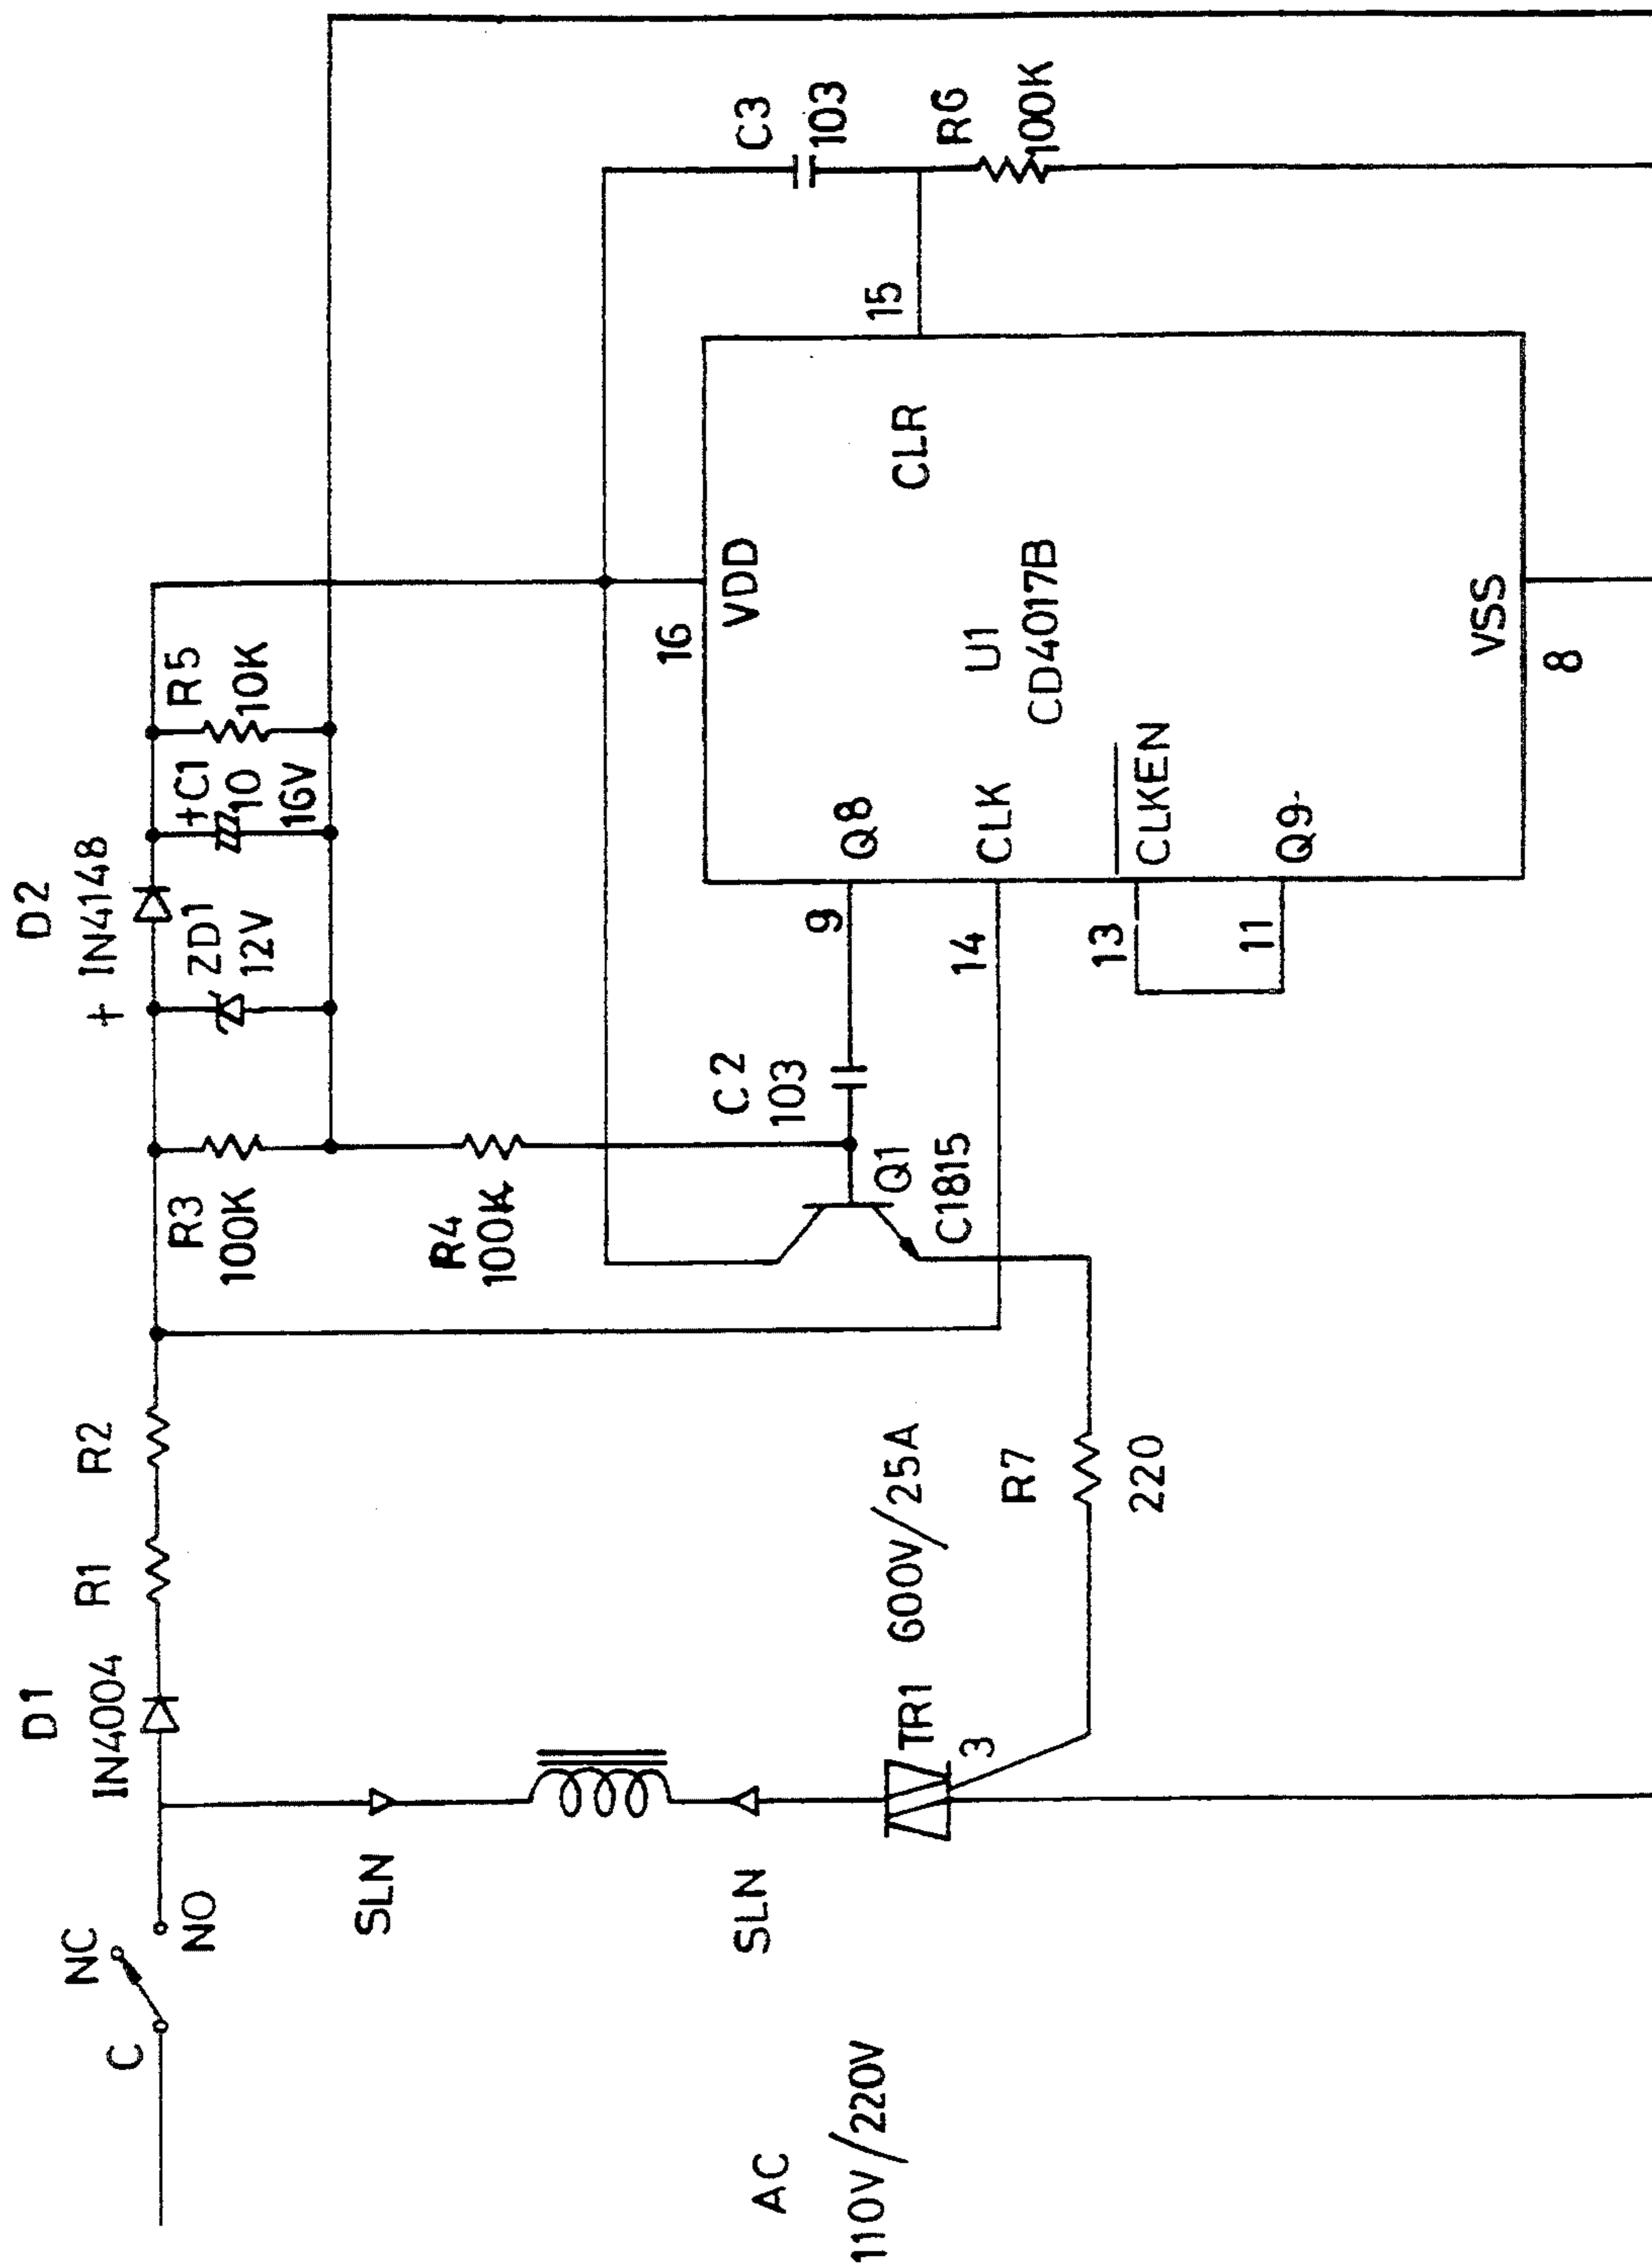 D1
IN4004
R1
R2
D2
+ IN4148
ZD1
12V
+C1
10
16V
R5
10K
NC
C
NO
R3
100K
R4
100K
SLN
SLN
C2
103
Q1
C1815
16
VDD
C3
103
15
CLR
R6
100K
9
Q8
14
CLK
U1
CD4017B
13
CLKEN
11
Q9
VSS
8
TR1 600V/25A
3
R7
220
AC
110V/220V